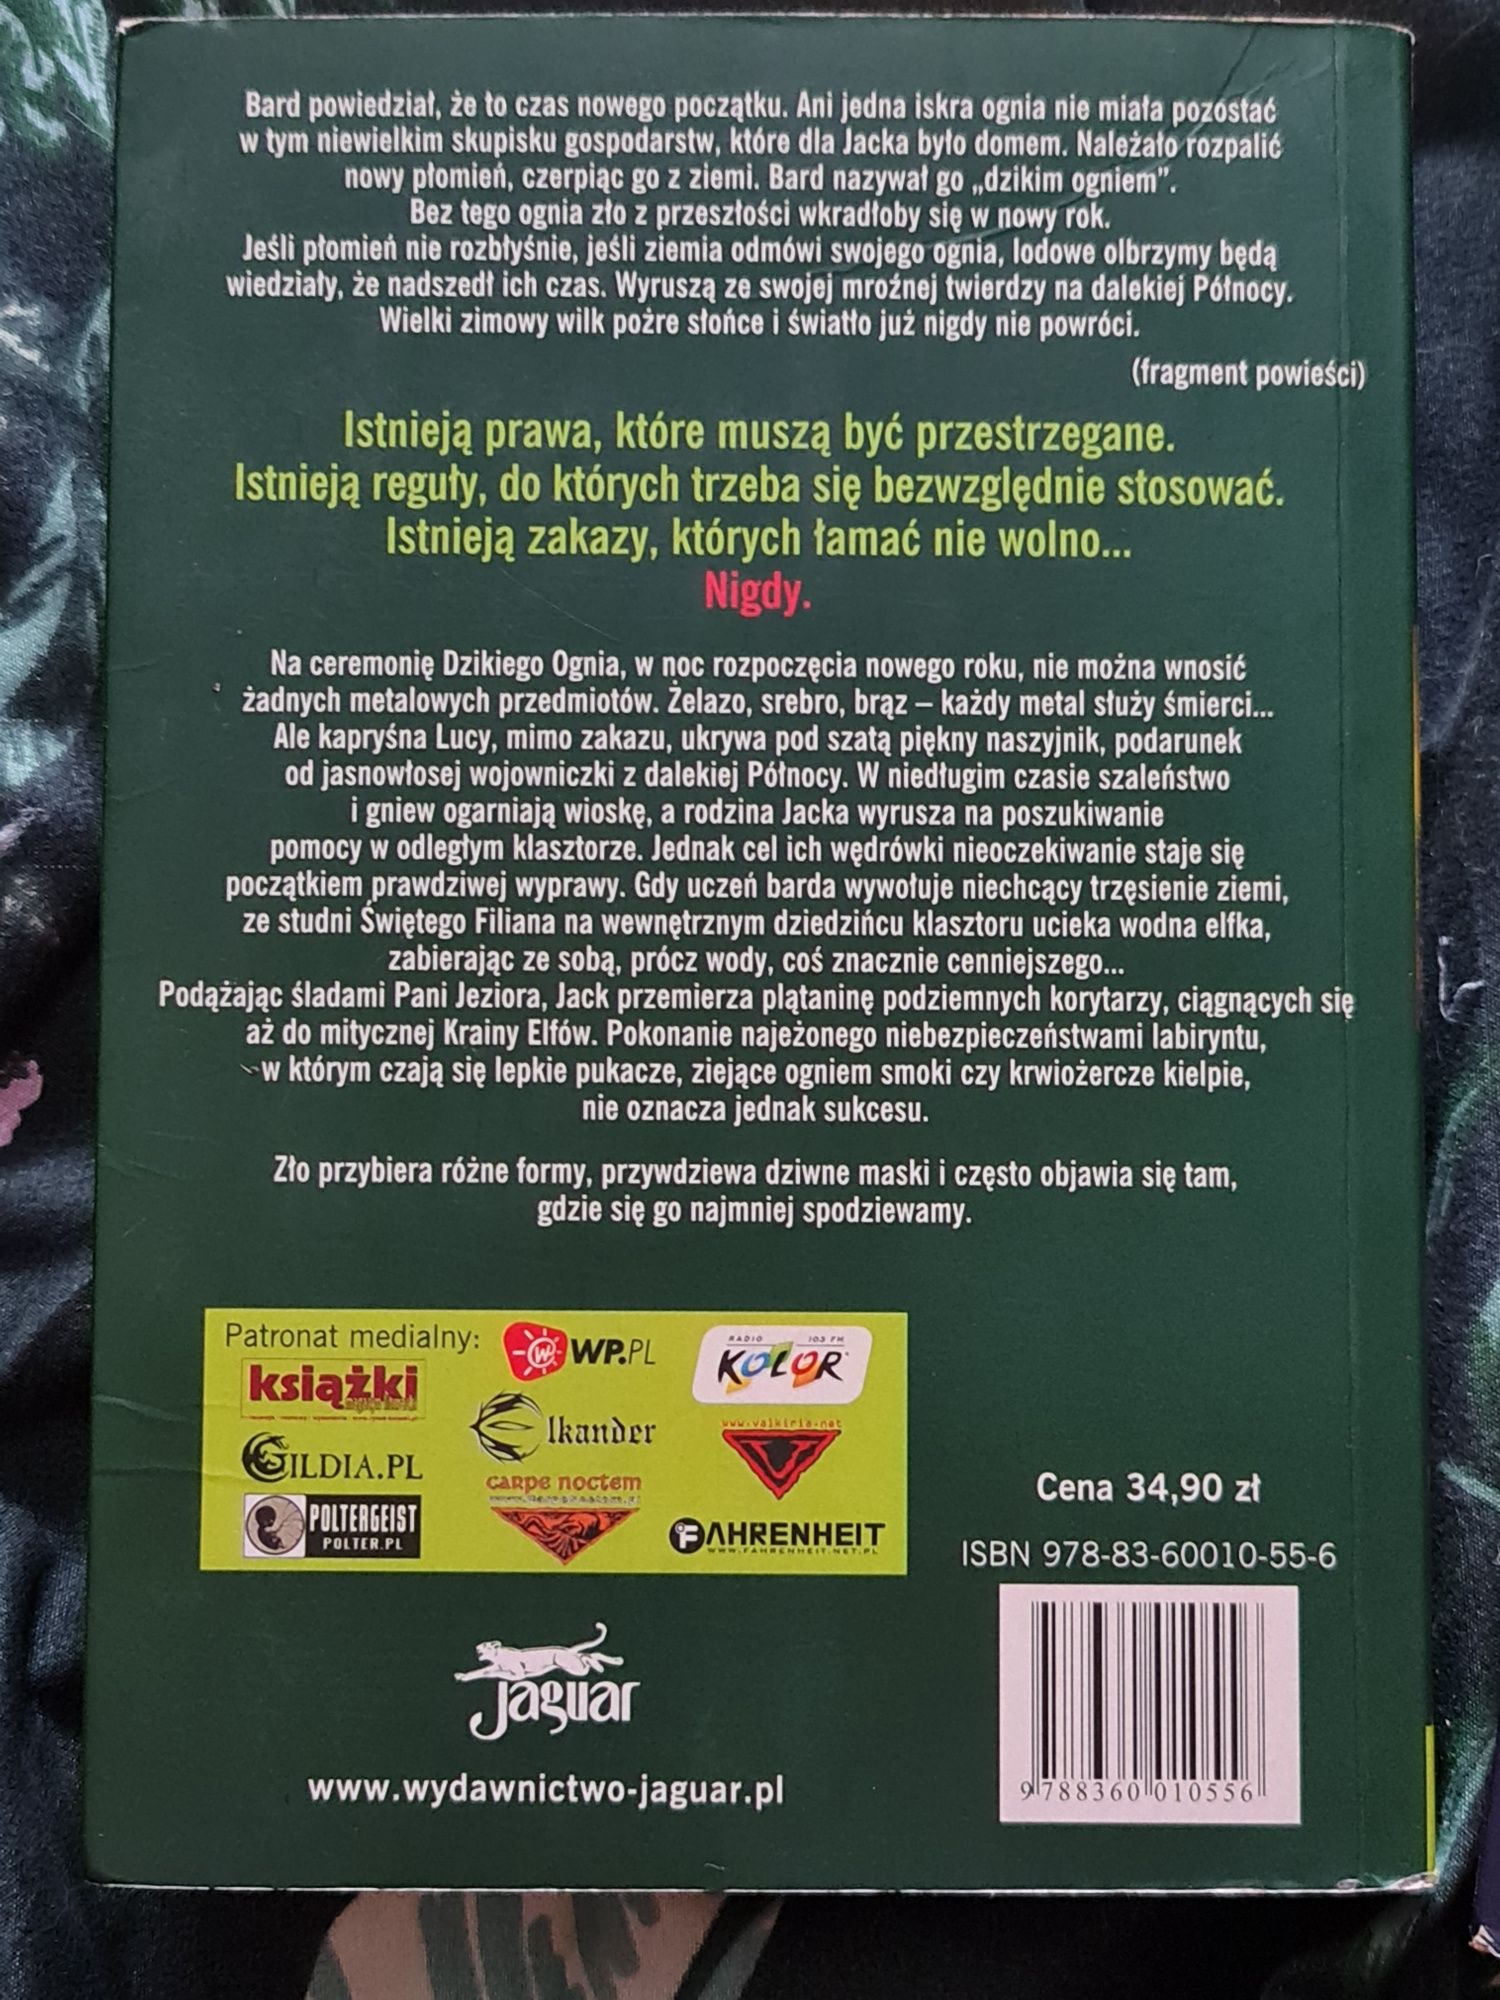 Bard powiedział, że to czas nowego początku. Ani jedna iskra ognia nie miała pozostać
w tym niewielkim skupisku gospodarstw, które dla Jacka było domem. Należało rozpalić
nowy płomień, czerpiąc go z ziemi. Bard nazywał go „dzikim ogniem”.
Bez tego ognia zło z przeszłości wkradłoby się w nowy rok.
Jeśli płomień nie rozbłyśnie, jeśli ziemia odmówi swojego ognia, lodowe olbrzymy będą
wiedziały, że nadszedł ich czas. Wyruszą ze swojej mroźnej twierdzy na dalekiej Północy.
Wielki zimowy wilk pożre słońce i światło już nigdy nie powróci.
(fragment powieści)
Istnieją prawa, które muszą być przestrzegane.
Istnieją reguły, do których trzeba się bezwzględnie stosować.
Istnieją zakazy, których łamać nie wolno...
Nigdy.
Na ceremonię Dzikiego Ognia, w noc rozpoczęcia nowego roku, nie można wnosić
żadnych metalowych przedmiotów. Żelazo, srebro, brąz – każdy metal służy śmierci...
Ale kapryśna Lucy, mimo zakazu, ukrywa pod szatą piękny naszyjnik, podarunek
od jasnowłosej wojowniczki z dalekiej Północy. W niedługim czasie szaleństwo
i gniew ogarniają wioskę, a rodzina Jacka wyrusza na poszukiwanie
pomocy w odległym klasztorze. Jednak cel ich wędrówki nieoczekiwanie staje się
początkiem prawdziwej wyprawy. Gdy uczeń barda wywołuje niechcący trzęsienie ziemi,
ze studni Świętego Filiana na wewnętrznym dziedzińcu klasztoru ucieka wodna elfka,
zabierając ze sobą, prócz wody, coś znacznie cenniejszego...
Podążając śladami Pani Jeziora, Jack przemierza plątaninę podziemnych korytarzy, ciągnących się
aż do mitycznej Krainy Elfów. Pokonanie najeżonego niebezpieczeństwami labiryntu,
w którym czają się lepkie pukacze, ziejące ogniem smoki czy krwiożercze kielpie,
nie oznacza jednak sukcesu.
Zło przybiera różne formy, przywdziewa dziwne maski i często objawia się tam,
gdzie się go najmniej spodziewamy.
Patronat medialny:
WP.PL
RADIO 103 FM
KOLOR
książki
Elkander
www.valkiria.net
GILDIA.PL
CARPE NOCTEM
POLTERGEIST
POLTER.PL
FAHRENHEIT
WWW.FAHRENHEIT.NET.PL
Cena 34,90 zł
ISBN 978-83-60010-55-6
9 788360 010556
Jaguar
www.wydawnictwo-jaguar.pl